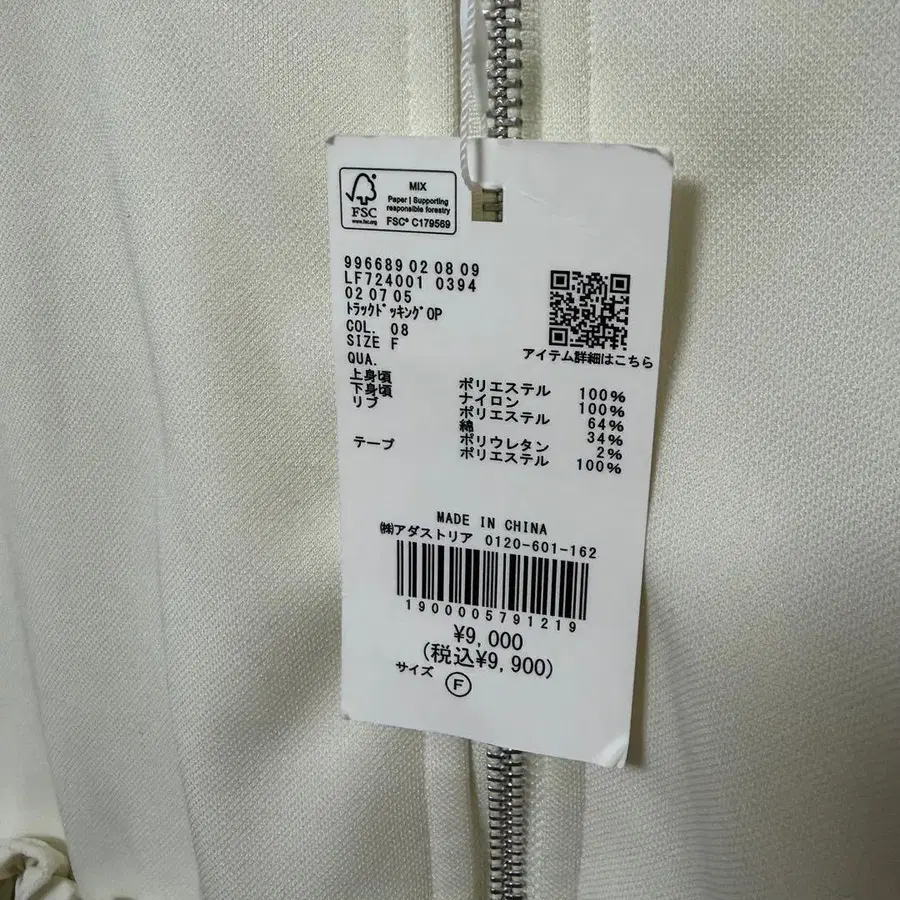 FSC
www.fsc.org
MIX
Paper | Supporting
responsible forestry
FSC® C179569
996689 02 08 09
LF724001 0394
02 07 05
ﾄﾗｯｸﾄﾞｯｷﾝｸﾞOP
COL. 08
SIZE F
QUA.
アイテム詳細はこちら
上身頃 ポリエステル 100%
下身頃 ナイロン 100%
リブ ポリエステル 64%
綿 34%
ポリウレタン 2%
テープ ポリエステル 100%
MADE IN CHINA
㈱アダストリア 0120-601-162
1900005791219
¥9,000
(税込¥9,900)
サイズ
Ⓕ